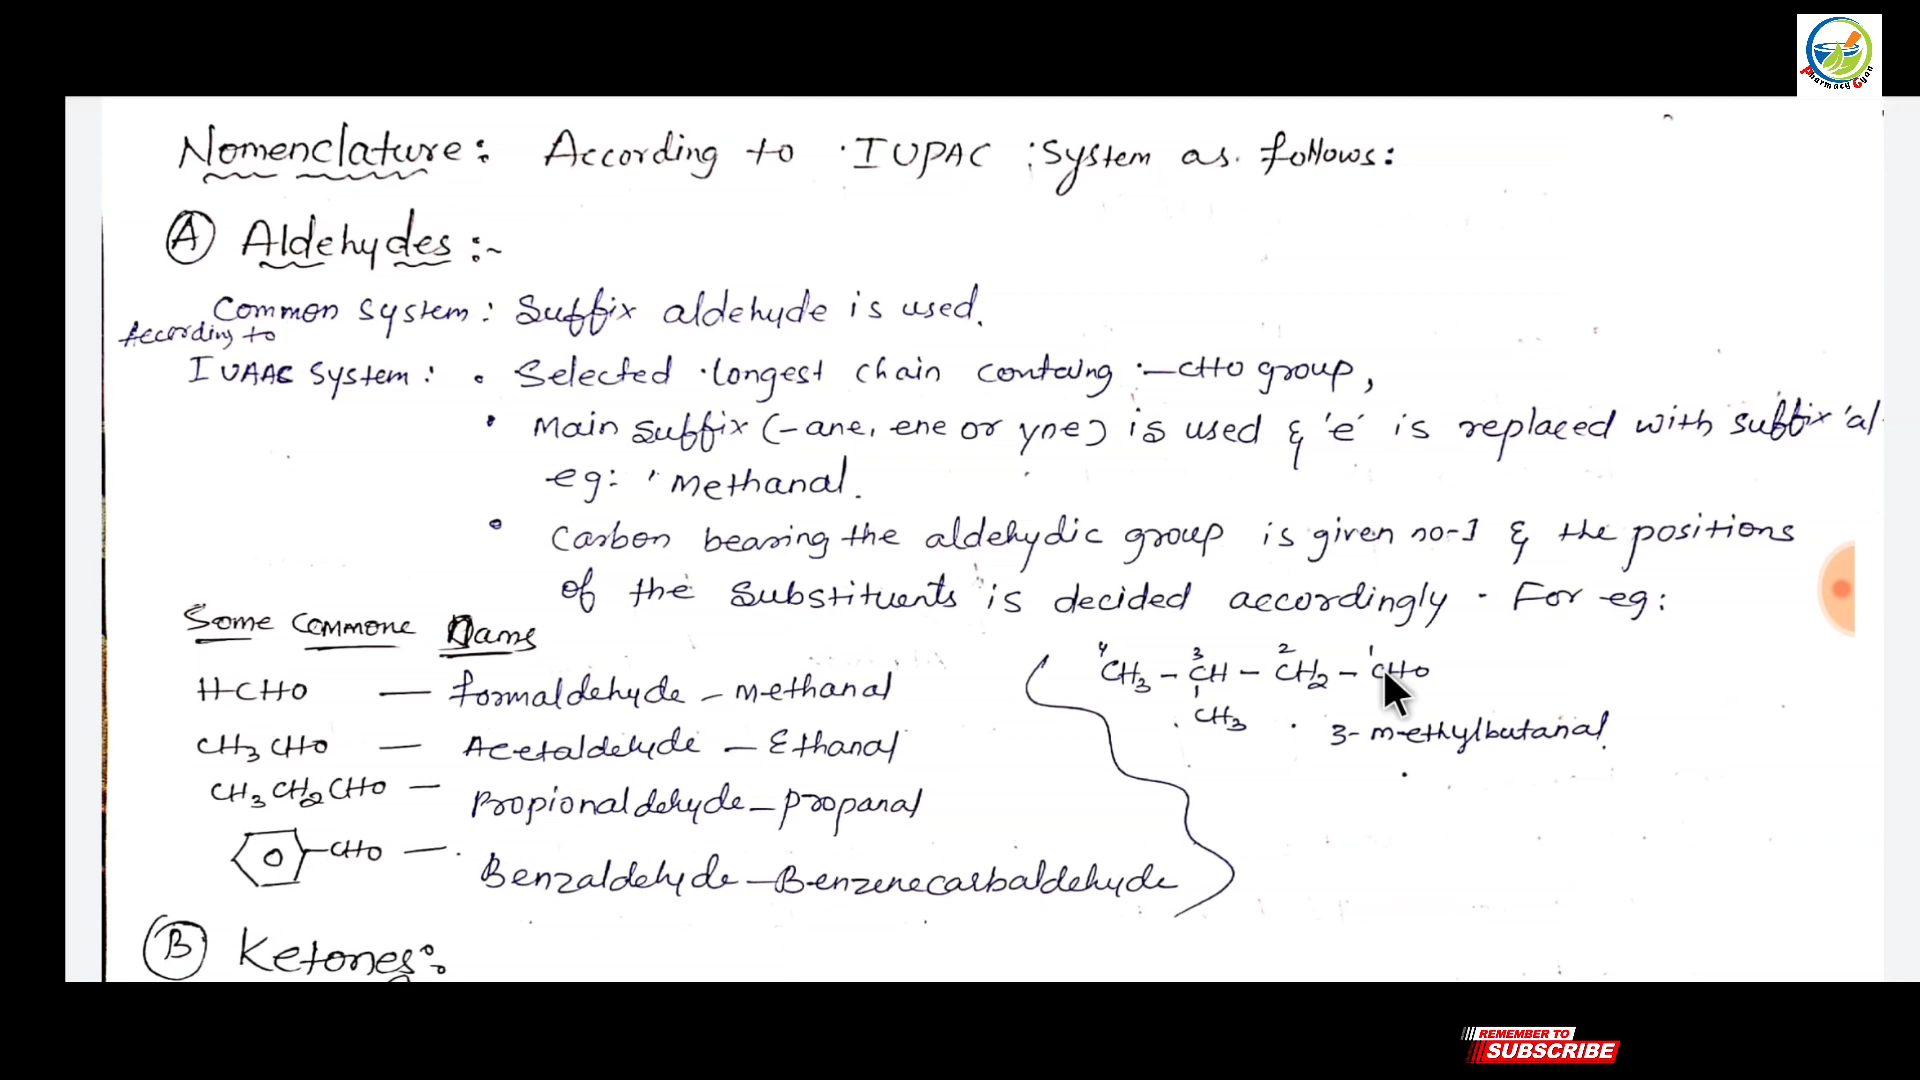 Pharmacy Gyan
Nomenclature: According to IUPAC System as follows:
A Aldehydes :~
Common System: Suffix aldehyde is used.
According to
IUAAC System: • Selected longest chain containg -CHO group,
• Main suffix (-ane, ene or yne) is used & 'e' is replaced with suffix 'al-
eg: 'Methanal.
• Carbon bearing the aldehydic group is given no-1 & the positions
of the substituents is decided accordingly. For eg:
Some Commone Nams
HCHO — formaldehyde - methanal
CH3CHO — Acetaldehyde - Ethanal
CH3CH2CHO — Propionaldehyde - propanal
-CHO — Benzaldehyde - Benzenecarbaldehyde
4 3 2 1
CH3 - CH - CH2 - CHO
CH3
3-methylbutanal
B Ketones:
REMEMBER TO
SUBSCRIBE